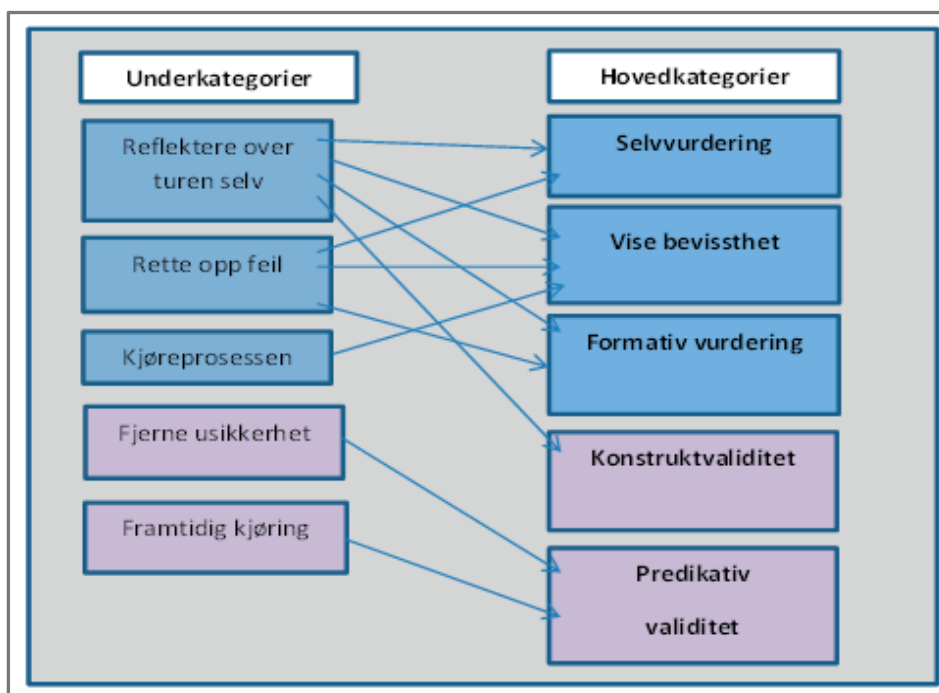 Underkategorier
Reflektere over
turen selv
Rette opp feil
Kjøreprosessen
Fjerne usikkerhet
Framtidig kjøring
Hovedkategorier
Selvvurdering
Vise bevissthet
Formativ vurdering
Konstruktvaliditet
Predikativ
validitet